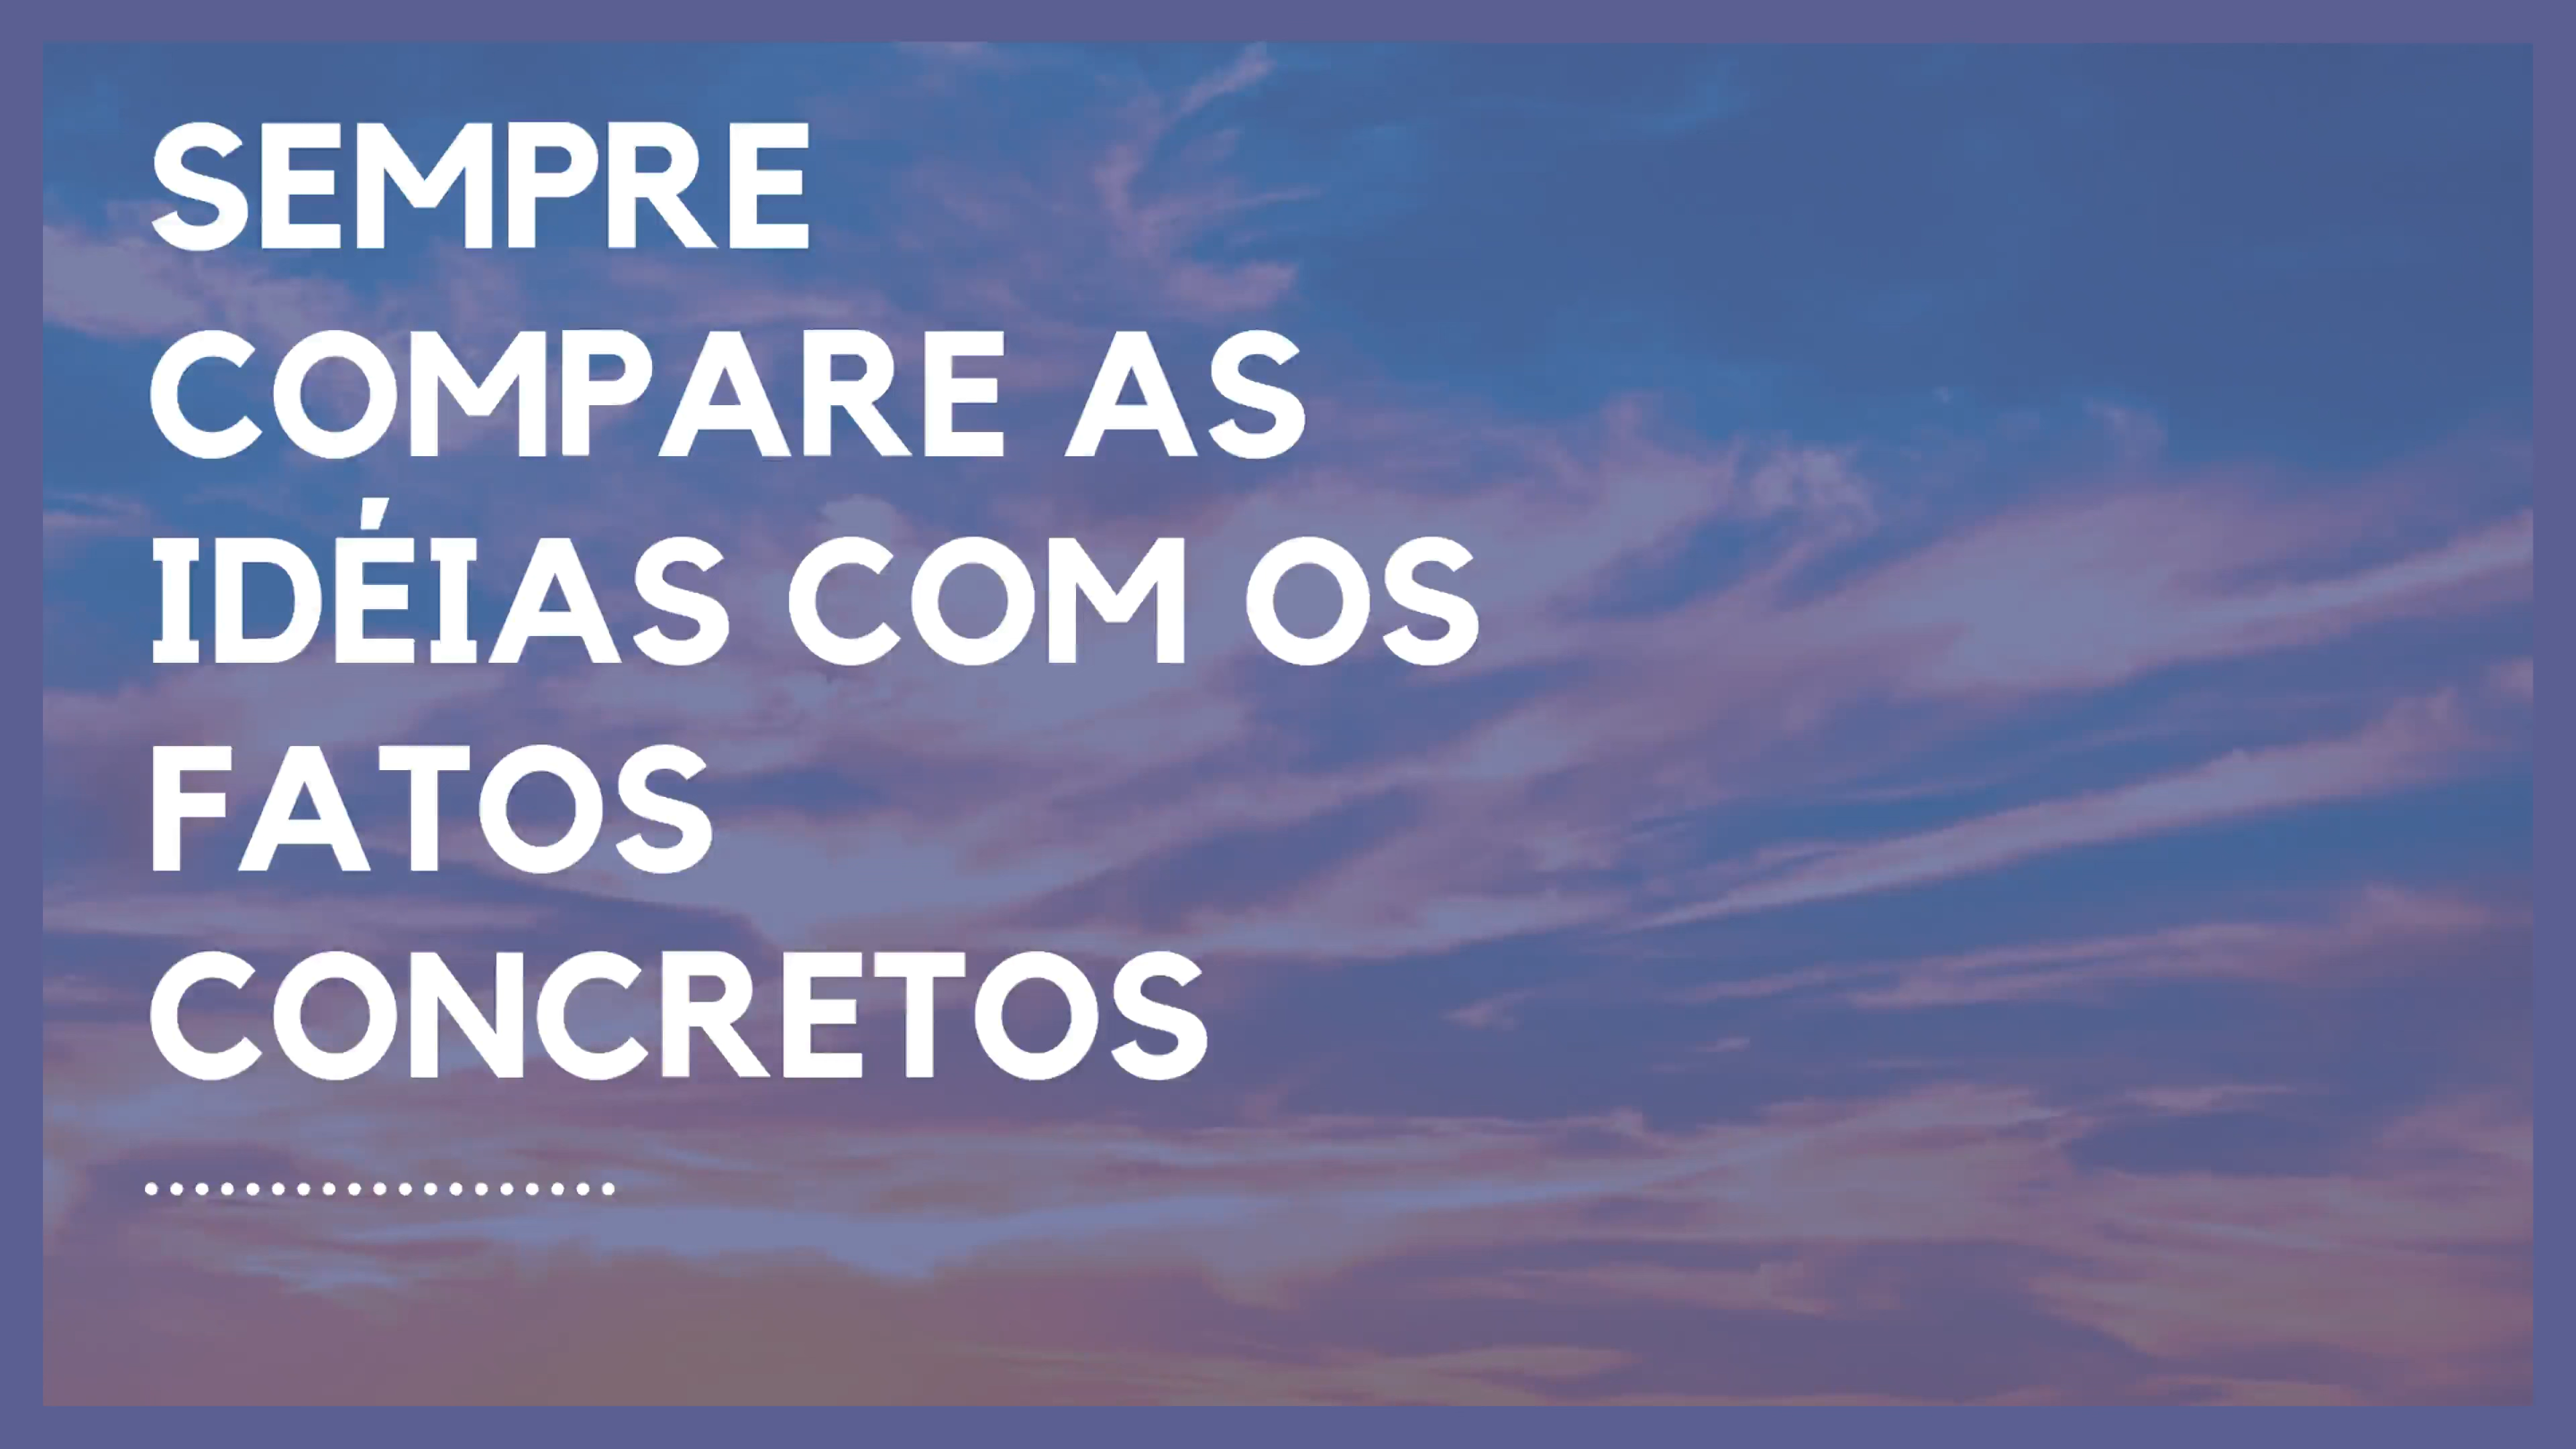 SEMPRE
COMPARE AS
IDÉIAS COM OS
FATOS
CONCRETOS